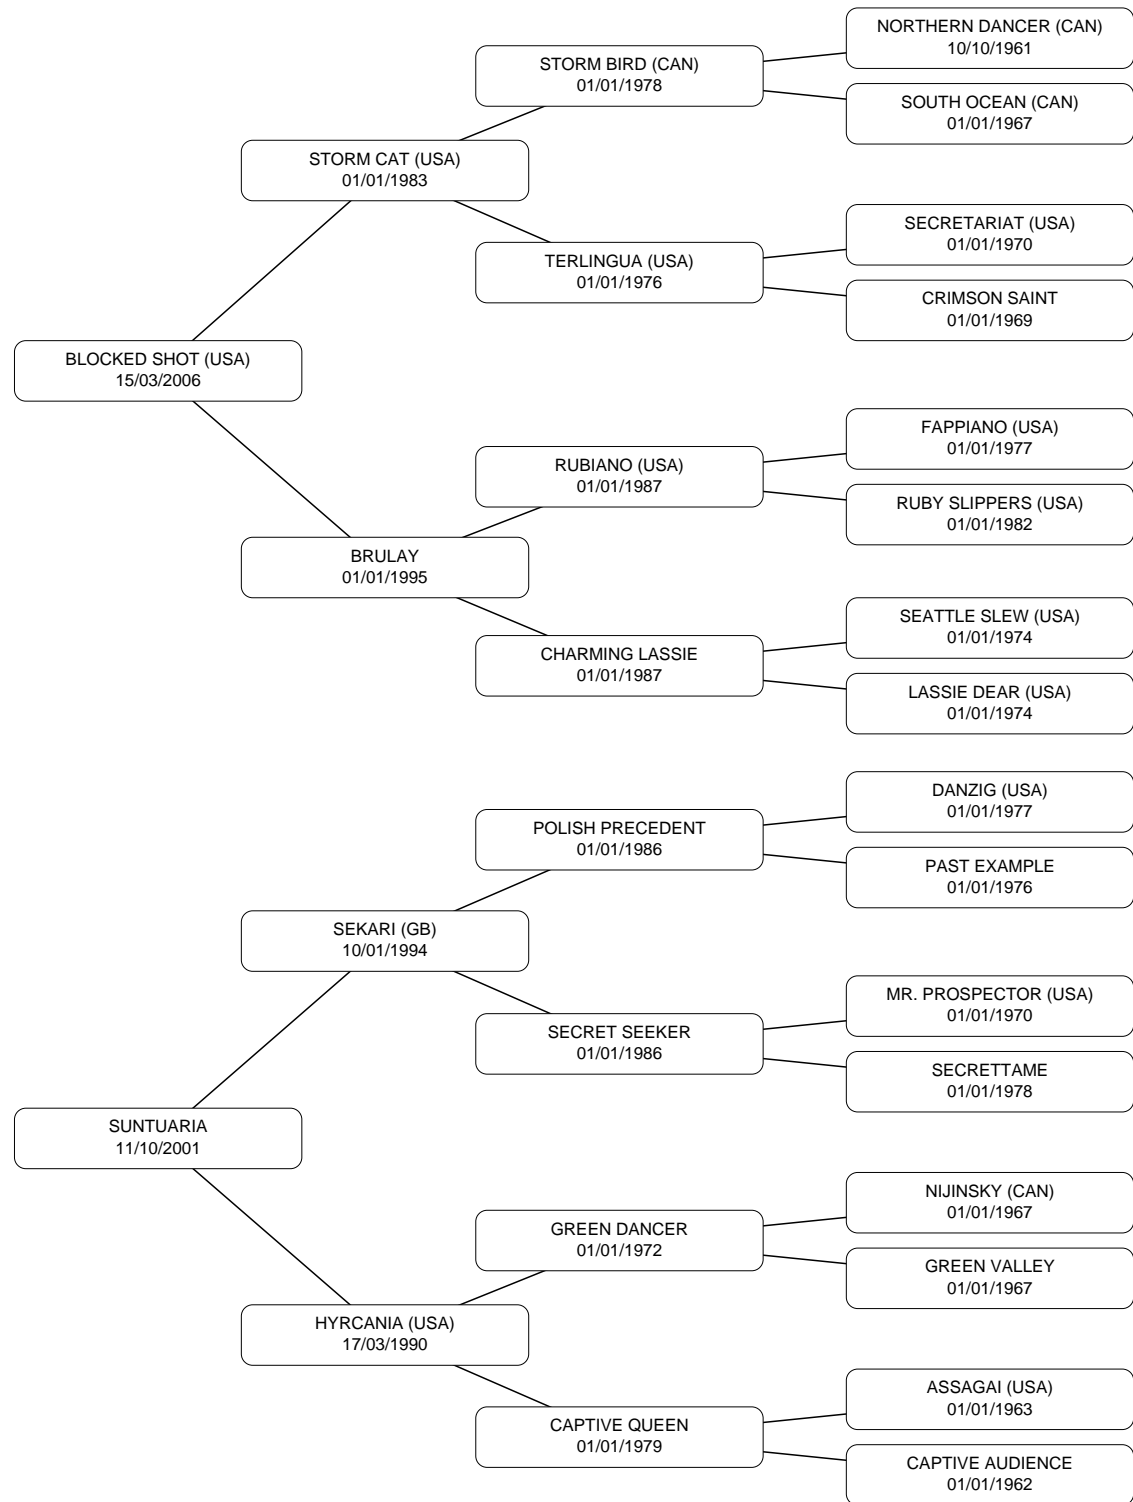 NORTHERN DANCER (CAN)
10/10/1961
STORM BIRD (CAN)
01/01/1978
SOUTH OCEAN (CAN)
01/01/1967
STORM CAT (USA)
01/01/1983
SECRETARIAT (USA)
01/01/1970
TERLINGUA (USA)
01/01/1976
CRIMSON SAINT
01/01/1969
BLOCKED SHOT (USA)
15/03/2006
FAPPIANO (USA)
01/01/1977
RUBIANO (USA)
01/01/1987
RUBY SLIPPERS (USA)
01/01/1982
BRULAY
01/01/1995
SEATTLE SLEW (USA)
01/01/1974
CHARMING LASSIE
01/01/1987
LASSIE DEAR (USA)
01/01/1974
DANZIG (USA)
01/01/1977
POLISH PRECEDENT
01/01/1986
PAST EXAMPLE
01/01/1976
SEKARI (GB)
10/01/1994
MR. PROSPECTOR (USA)
01/01/1970
SECRET SEEKER
01/01/1986
SECRETTAME
01/01/1978
SUNTUARIA
11/10/2001
NIJINSKY (CAN)
01/01/1967
GREEN DANCER
01/01/1972
GREEN VALLEY
01/01/1967
HYRCANIA (USA)
17/03/1990
ASSAGAI (USA)
01/01/1963
CAPTIVE QUEEN
01/01/1979
CAPTIVE AUDIENCE
01/01/1962